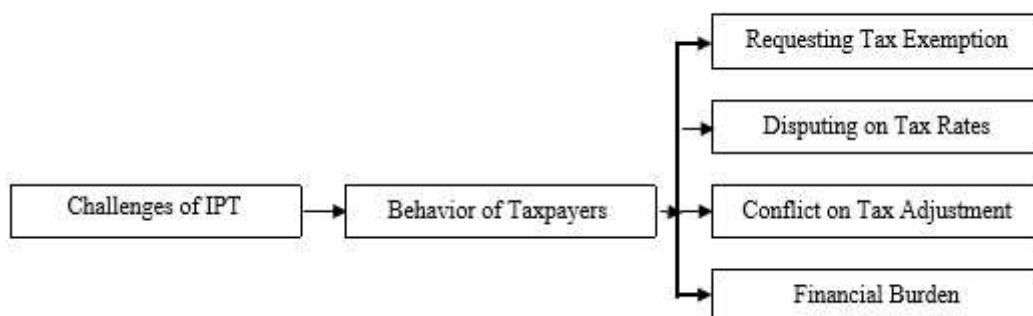 Requesting Tax Exemption
Disputing on Tax Rates
Challenges of IPT
Behavior of Taxpayers
Conflict on Tax Adjustment
Financial Burden